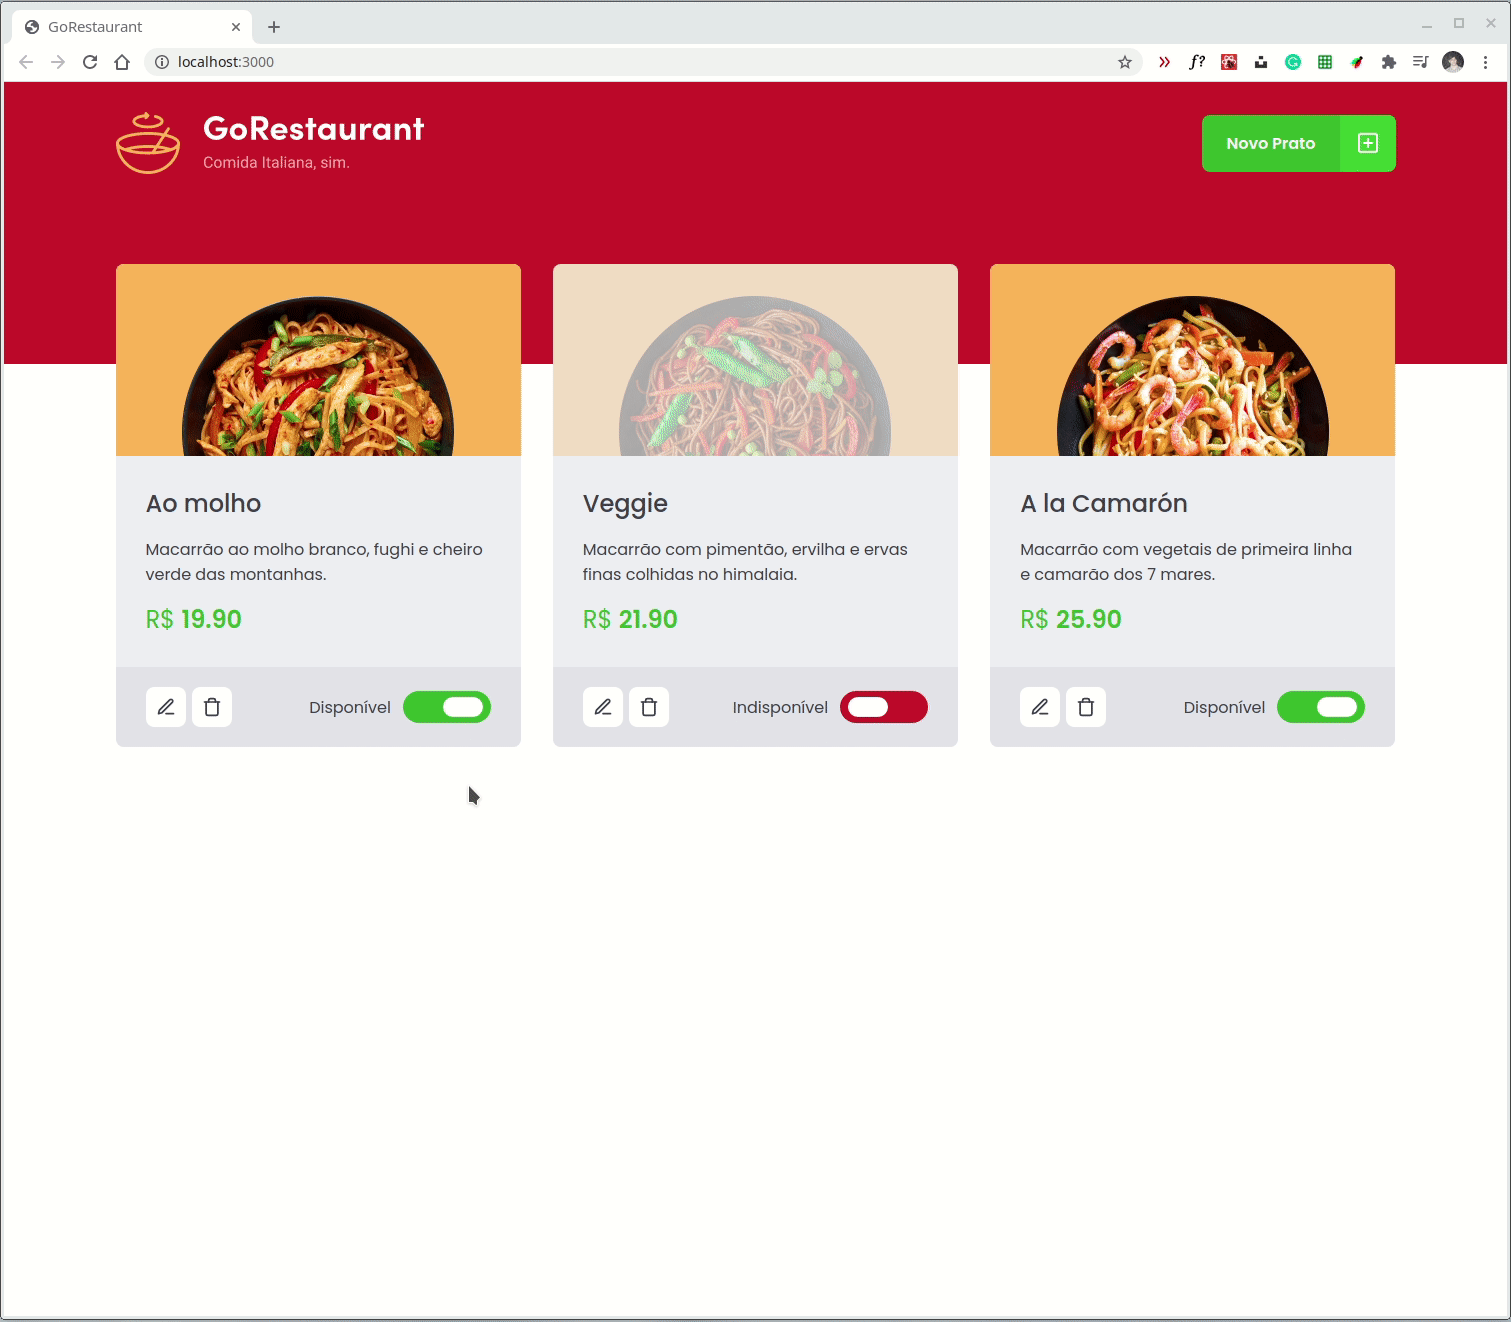 GoRestaurant
localhost:3000
f?
GoRestaurant
Comida Italiana, sim.
Novo Prato
Ao molho
Macarrão ao molho branco, fughi e cheiro
verde das montanhas.
R$ 19.90
Disponível
Veggie
Macarrão com pimentão, ervilha e ervas
finas colhidas no himalaia.
R$ 21.90
Indisponível
A la Camarón
Macarrão com vegetais de primeira linha
e camarão dos 7 mares.
R$ 25.90
Disponível